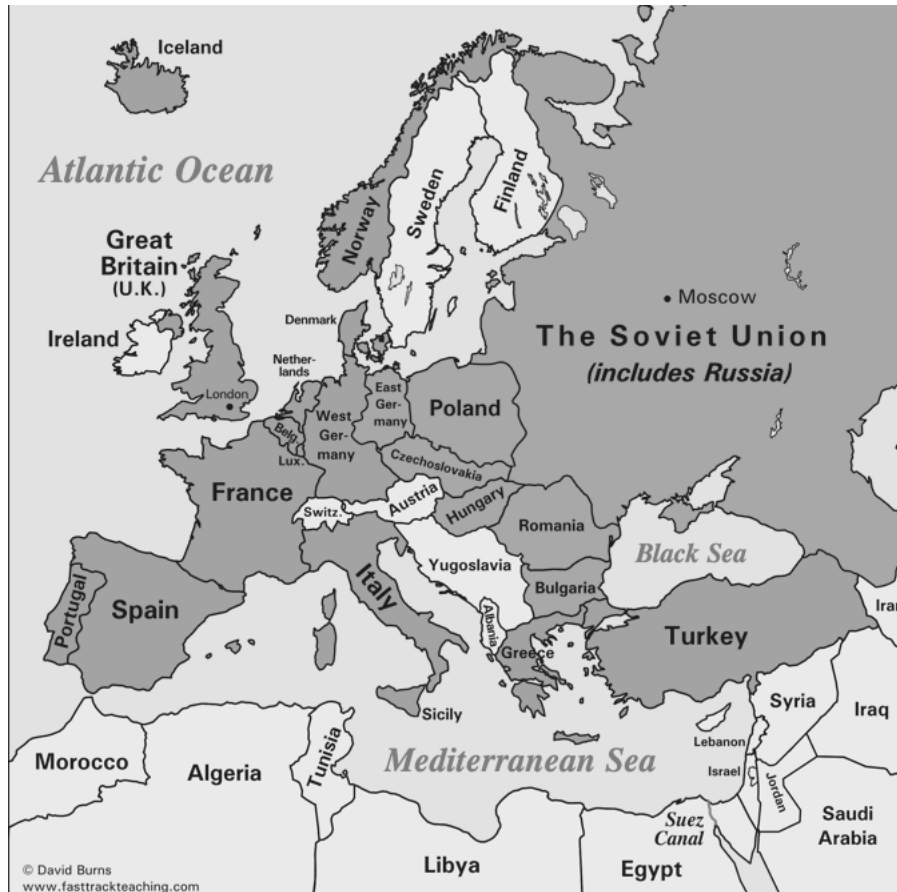 Iceland
Atlantic Ocean
Norway
Sweden
Finland
Great
Britain
(U.K.)
Ireland
London
Denmark
Nether-
lands
Moscow
The Soviet Union
(includes Russia)
Belg.
Lux.
West
Ger-
many
East
Ger-
many
Poland
Czechoslovakia
France
Switz.
Austria
Hungary
Romania
Black Sea
Yugoslavia
Bulgaria
Portugal
Spain
Italy
Albania
Greece
Turkey
Iran
Sicily
Mediterranean Sea
Syria
Iraq
Lebanon
Israel
Jordan
Morocco
Algeria
Tunisia
Suez
Canal
Saudi
Arabia
Libya
Egypt
© David Burns
www.fasttrackteaching.com